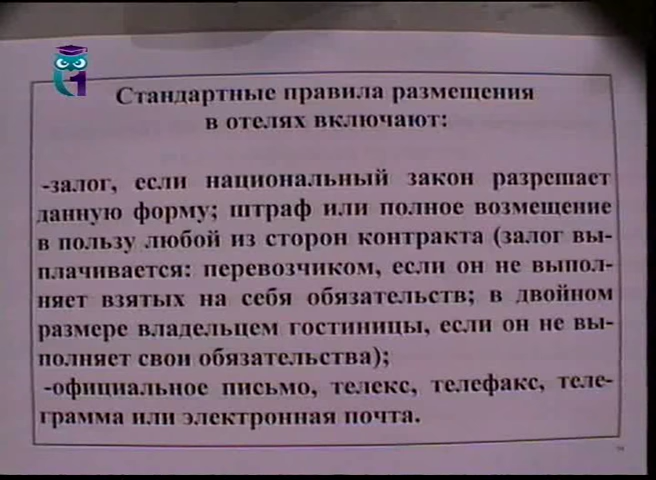 1
Стандартные правила размещения
в отелях включают:
-залог, если национальный закон разрешает
данную форму; штраф или полное возмещение
в пользу любой из сторон контракта (залог вы-
плачивается: перевозчиком, если он не выпол-
няет взятых на себя обязательств; в двойном
размере владельцем гостиницы, если он не вы-
полняет свои обязательства);
-официальное письмо, телекс, телефакс, теле-
грамма или электронная почта.